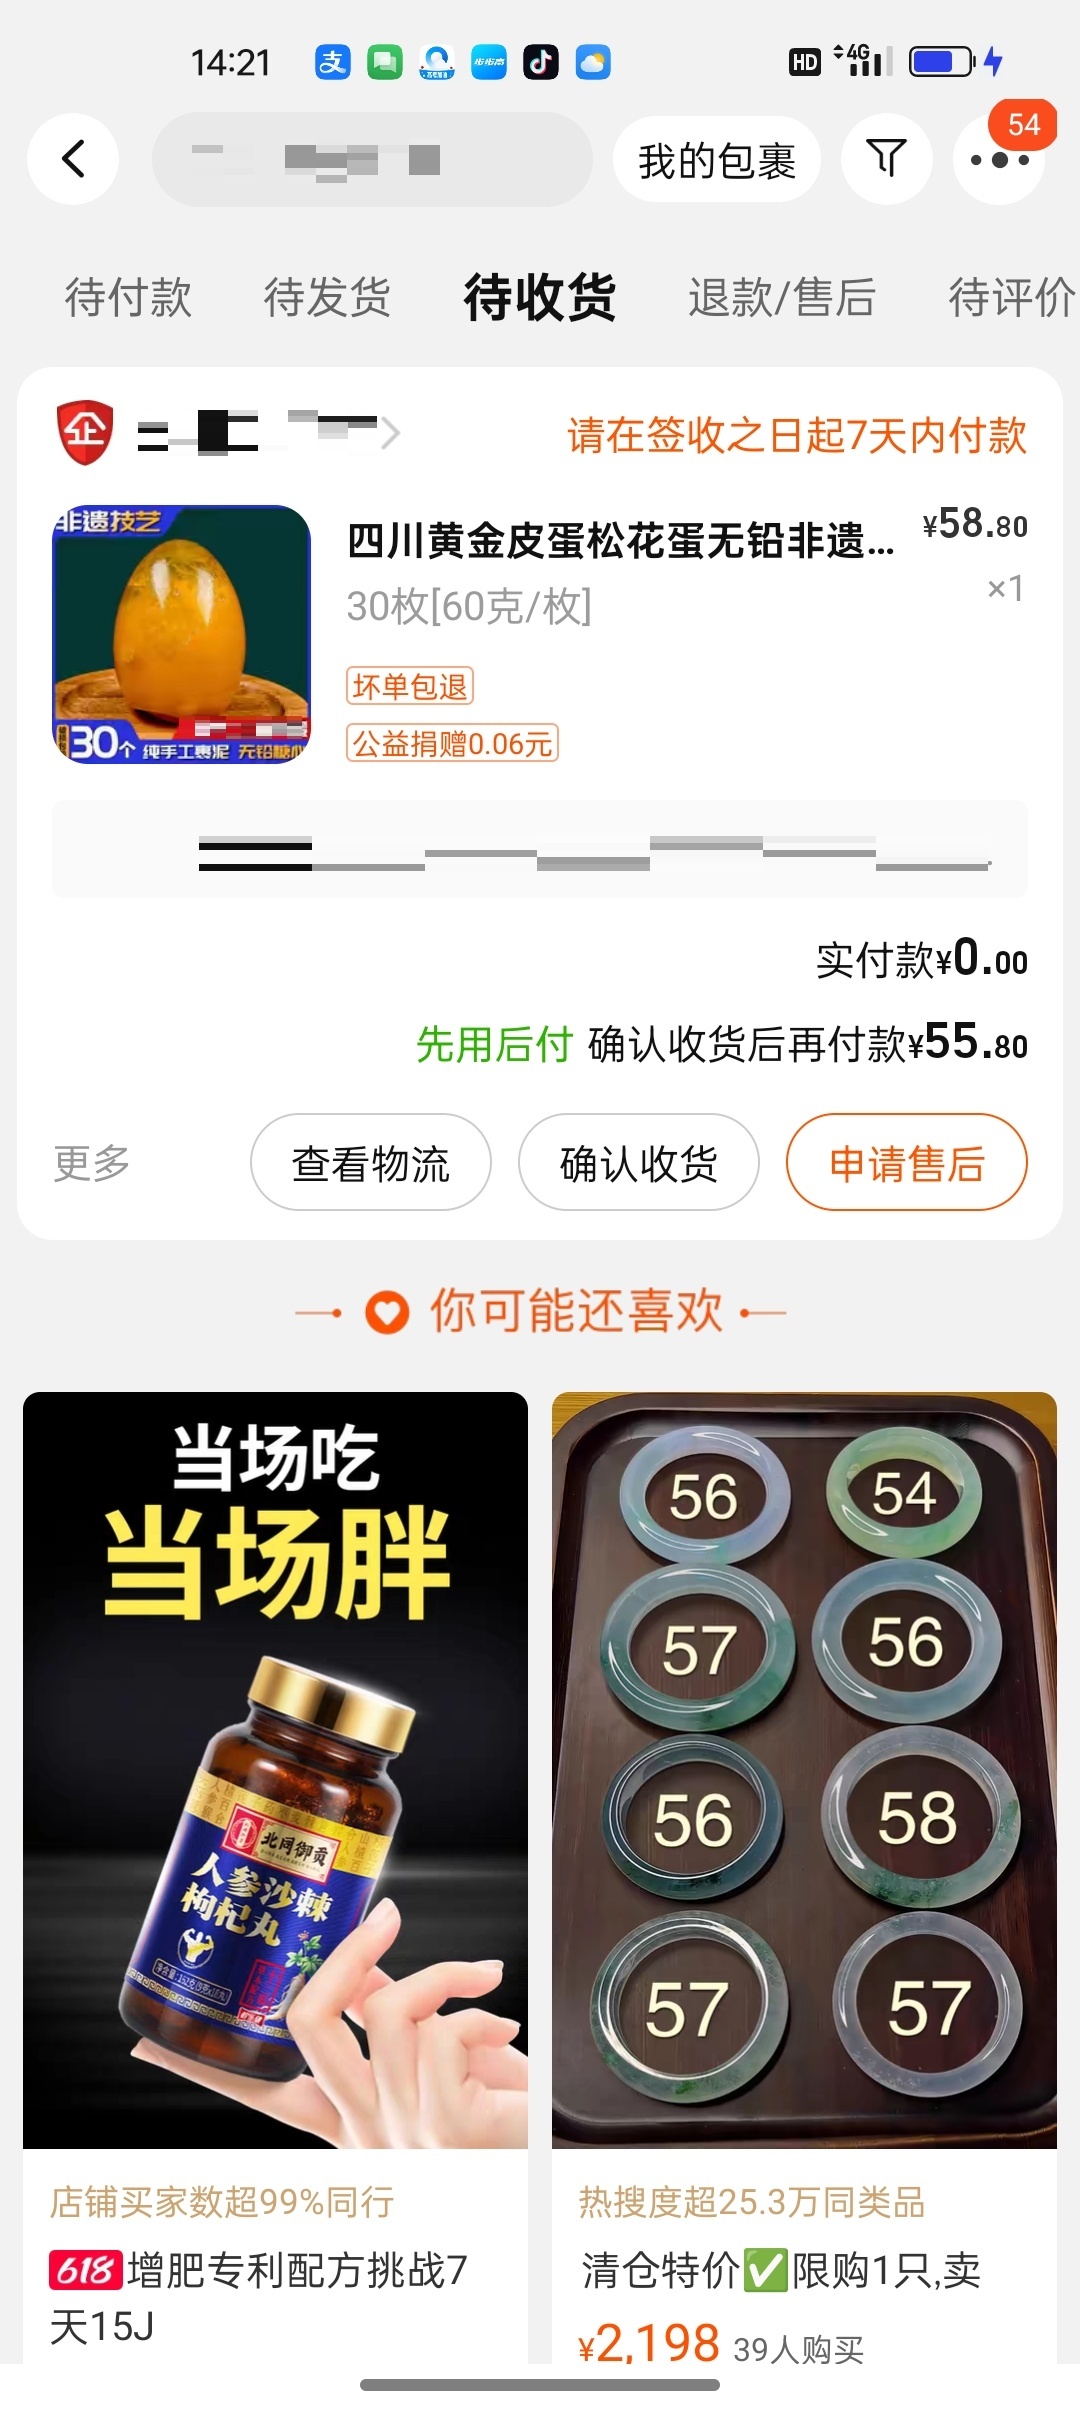 14:21
支
HD
4G
54
我的包裹
待付款 待发货 待收货 退款/售后 待评价
企
请在签收之日起7天内付款
非遗技艺
30个 纯手工裹泥 无铅糖心
四川黄金皮蛋松花蛋无铅非遗... ¥58.80
30枚[60克/枚] ×1
坏单包退
公益捐赠0.06元
实付款¥0.00
先用后付 确认收货后再付款¥55.80
更多 查看物流 确认收货 申请售后
你可能还喜欢
当场吃
当场胖
北同御贡
人参沙棘
枸杞丸
56 54
57 56
56 58
57 57
店铺买家数超99%同行
618增肥专利配方挑战7
天15J
热搜度超25.3万同类品
清仓特价✅限购1只,卖
¥2,198 39人购买